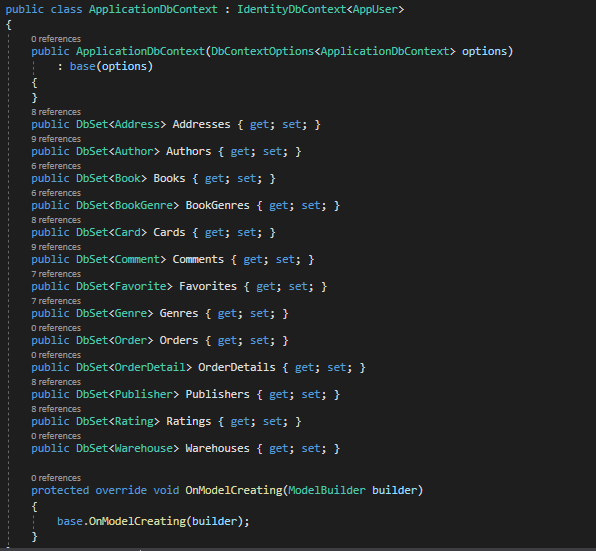 public class ApplicationDbContext : IdentityDbContext<AppUser>
{
0 references
public ApplicationDbContext(DbContextOptions<ApplicationDbContext> options)
: base(options)
{
}
8 references
public DbSet<Address> Addresses { get; set; }
9 references
public DbSet<Author> Authors { get; set; }
6 references
public DbSet<Book> Books { get; set; }
6 references
public DbSet<BookGenre> BookGenres { get; set; }
8 references
public DbSet<Card> Cards { get; set; }
9 references
public DbSet<Comment> Comments { get; set; }
7 references
public DbSet<Favorite> Favorites { get; set; }
7 references
public DbSet<Genre> Genres { get; set; }
0 references
public DbSet<Order> Orders { get; set; }
0 references
public DbSet<OrderDetail> OrderDetails { get; set; }
8 references
public DbSet<Publisher> Publishers { get; set; }
8 references
public DbSet<Rating> Ratings { get; set; }
0 references
public DbSet<Warehouse> Warehouses { get; set; }
0 references
protected override void OnModelCreating(ModelBuilder builder)
{
base.OnModelCreating(builder);
}